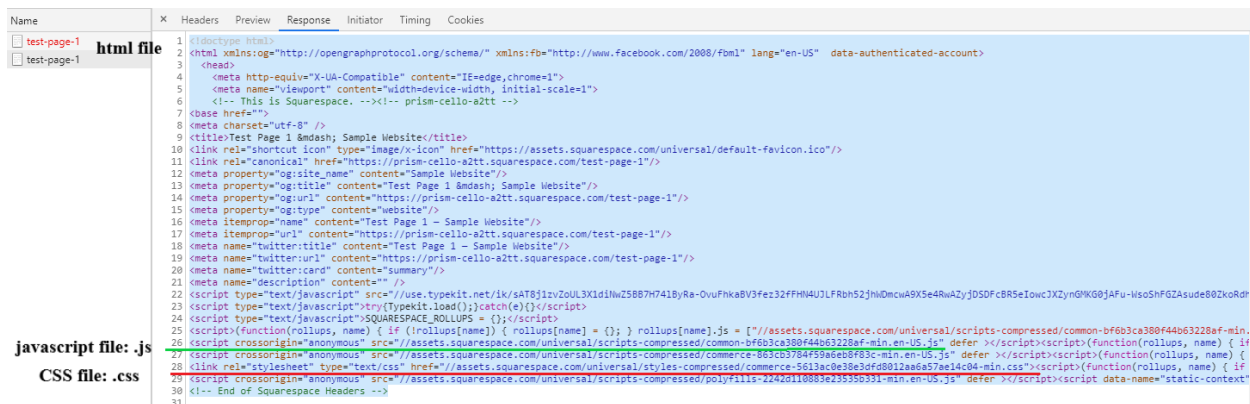 Name
× Headers Preview Response Initiator Timing Cookies
test-page-1
html file
test-page-1
1 <!doctype html>
2 <html xmlns:og="http://opengraphprotocol.org/schema/" xmlns:fb="http://www.facebook.com/2008/fbml" lang="en-US" data-authenticated-account>
3 <head>
4 <meta http-equiv="X-UA-Compatible" content="IE=edge,chrome=1">
5 <meta name="viewport" content="width=device-width, initial-scale=1">
6 <!-- This is Squarespace. --><!-- prism-cello-a2tt -->
7 <base href="">
8 <meta charset="utf-8" />
9 <title>Test Page 1 &mdash; Sample Website</title>
10 <link rel="shortcut icon" type="image/x-icon" href="https://assets.squarespace.com/universal/default-favicon.ico"/>
11 <link rel="canonical" href="https://prism-cello-a2tt.squarespace.com/test-page-1"/>
12 <meta property="og:site_name" content="Sample Website"/>
13 <meta property="og:title" content="Test Page 1 &mdash; Sample Website"/>
14 <meta property="og:url" content="https://prism-cello-a2tt.squarespace.com/test-page-1"/>
15 <meta property="og:type" content="website"/>
16 <meta itemprop="name" content="Test Page 1 — Sample Website"/>
17 <meta itemprop="url" content="https://prism-cello-a2tt.squarespace.com/test-page-1"/>
18 <meta name="twitter:title" content="Test Page 1 — Sample Website"/>
19 <meta name="twitter:url" content="https://prism-cello-a2tt.squarespace.com/test-page-1"/>
20 <meta name="twitter:card" content="summary"/>
21 <meta name="description" content="" />
22 <script type="text/javascript" src="//use.typekit.net/ik/
23 <script type="text/javascript">try{Typekit.load();}catch(e){}</script>
24 <script type="text/javascript">SQUARESPACE_ROLLUPS = {};</script>
25 <script>(function(rollups, name) { if (!rollups[name]) { rollups[name] = {}; } rollups[name].js = ["//assets.squarespace.com/universal/scripts-compressed/common-bf6b3ca380f44b63228af-min.
26 <script crossorigin="anonymous" src="//assets.squarespace.com/universal/scripts-compressed/common-bf6b3ca380f44b63228af-min.en-US.js" defer ></script><script>(function(rollups, name) { if
javascript file: .js
27 <script crossorigin="anonymous" src="//assets.squarespace.com/universal/scripts-compressed/commerce-863cb3784f59a6eb8f83c-min.en-US.js" defer ></script><script>(function(rollups, name) {
28 <link rel="stylesheet" type="text/css" href="//assets.squarespace.com/universal/styles-compressed/commerce-5613ac0e38e3dfd8012aa6a57ae14c04-min.css"><script>(function(rollups, name) { if
CSS file: .css
29 <script crossorigin="anonymous" src="//assets.squarespace.com/universal/scripts-compressed/polyfills-2242d110883e23535b331-min.en-US.js" defer ></script><script data-name="static-context"
30 <!-- End of Squarespace Headers -->
31